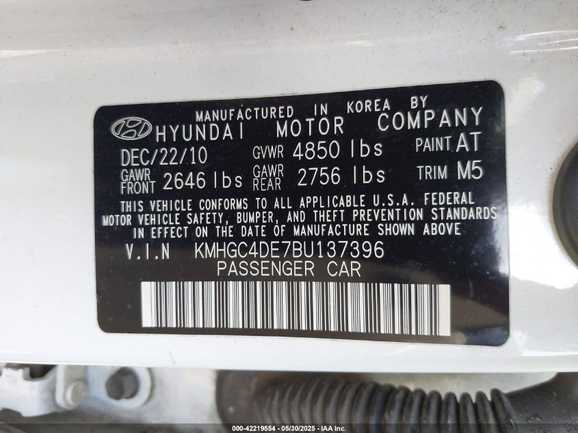 MANUFACTURED IN KOREA BY
HYUNDAI MOTOR COMPANY
DEC/22/10 GVWR 4850 lbs PAINT AT
GAWR FRONT 2646 lbs GAWR REAR 2756 lbs TRIM M5
THIS VEHICLE CONFORMS TO ALL APPLICABLE U.S.A. FEDERAL
MOTOR VEHICLE SAFETY, BUMPER, AND THEFT PREVENTION STANDARDS
IN EFFECT ON THE DATE OF MANUFACTURE SHOWN ABOVE
V.I.N KMHGC4DE7BU137396
PASSENGER CAR
000-42219554 - 05/30/2025 - IAA Inc.